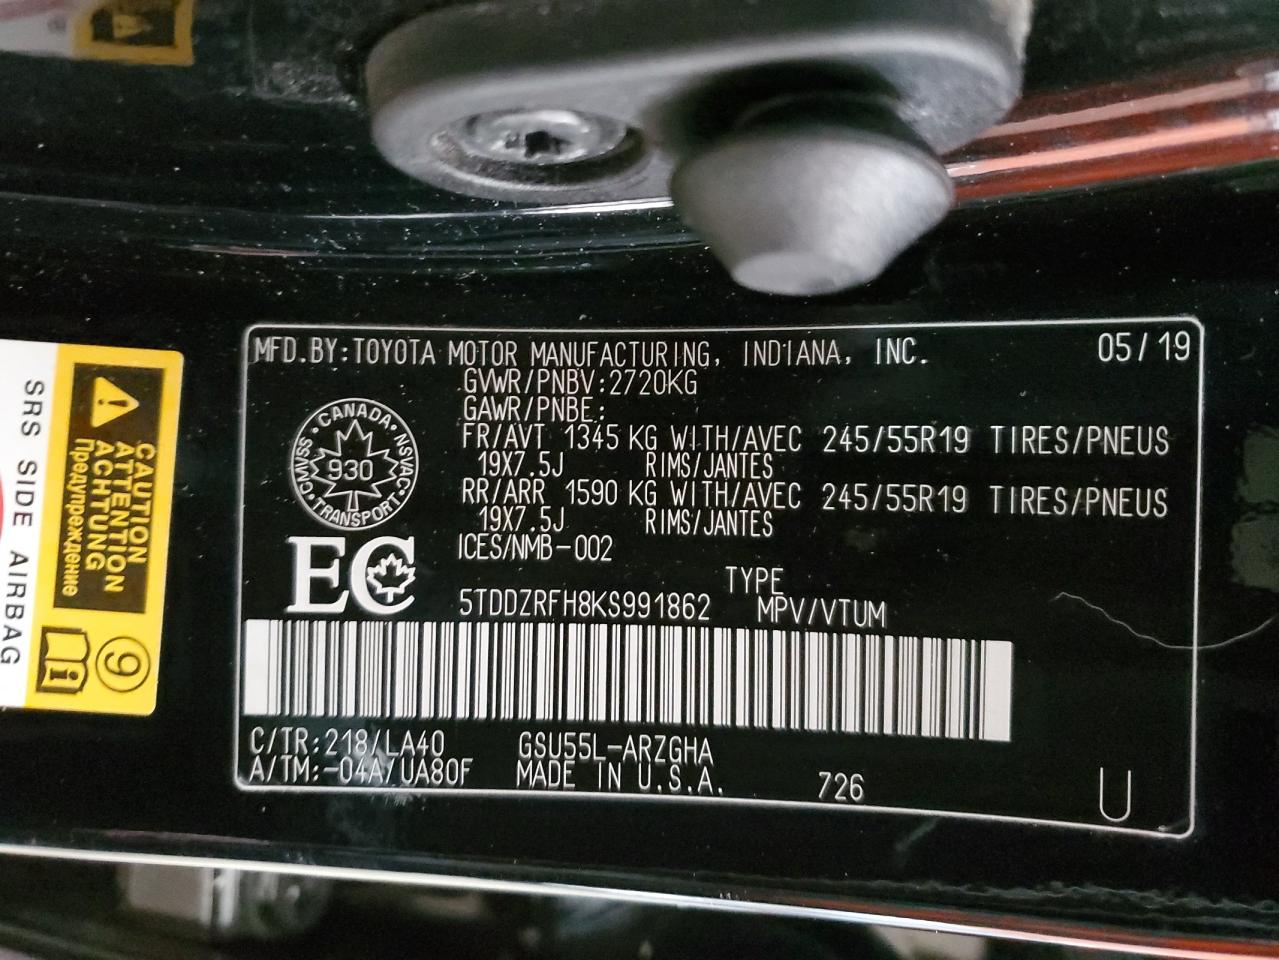 MFD.BY:TOYOTA MOTOR MANUFACTURING, INDIANA, INC. 05/19
GVWR/PNBV:2720KG
GAWR/PNBE:
FR/AVT 1345 KG WITH/AVEC 245/55R19 TIRES/PNEUS
19X7.5J RIMS/JANTES
RR/ARR 1590 KG WITH/AVEC 245/55R19 TIRES/PNEUS
19X7.5J RIMS/JANTES
ICES/NMB-002
CANADA
CMVSS
NSVAC
930
TRANSPORT
EC
TYPE
5TDDZRFH8KS991862 MPV/VTUM
C/TR:218/LA40 GSU55L-ARZGHA
A/TM:-04A/UA80F MADE IN U.S.A. 726 U
CAUTION
ATTENTION
ACHTUNG
Предупреждение
9
SRS SIDE AIRBAG